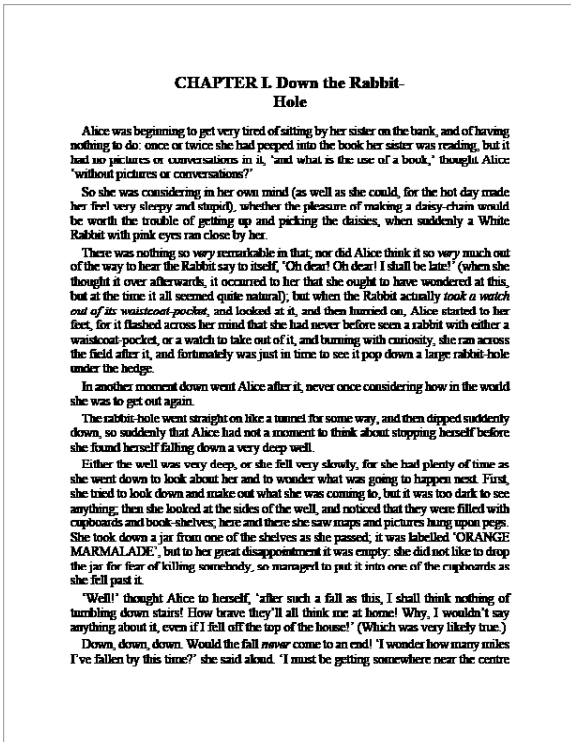 CHAPTER I. Down the Rabbit-
Hole
Alice was beginning to get very tired of sitting by her sister on the bank, and of having
nothing to do: once or twice she had peeped into the book her sister was reading, but it
had no pictures or conversations in it, ‘and what is the use of a book,’ thought Alice
‘without pictures or conversations?’
So she was considering in her own mind (as well as she could, for the hot day made
her feel very sleepy and stupid), whether the pleasure of making a daisy-chain would
be worth the trouble of getting up and picking the daisies, when suddenly a White
Rabbit with pink eyes ran close by her.
There was nothing so very remarkable in that; nor did Alice think it so very much out
of the way to hear the Rabbit say to itself, ‘Oh dear! Oh dear! I shall be late!’ (when she
thought it over afterwards, it occurred to her that she ought to have wondered at this,
but at the time it all seemed quite natural); but when the Rabbit actually took a watch
out of its waistcoat-pocket, and looked at it, and then hurried on, Alice started to her
feet, for it flashed across her mind that she had never before seen a rabbit with either a
waistcoat-pocket, or a watch to take out of it, and burning with curiosity, she ran across
the field after it, and fortunately was just in time to see it pop down a large rabbit-hole
under the hedge.
In another moment down went Alice after it, never once considering how in the world
she was to get out again.
The rabbit-hole went straight on like a tunnel for some way, and then dipped suddenly
down, so suddenly that Alice had not a moment to think about stopping herself before
she found herself falling down a very deep well.
Either the well was very deep, or she fell very slowly, for she had plenty of time as
she went down to look about her and to wonder what was going to happen next. First,
she tried to look down and make out what she was coming to, but it was too dark to see
anything; then she looked at the sides of the well, and noticed that they were filled with
cupboards and book-shelves; here and there she saw maps and pictures hung upon pegs.
She took down a jar from one of the shelves as she passed; it was labelled ‘ORANGE
MARMALADE’, but to her great disappointment it was empty: she did not like to drop
the jar for fear of killing somebody, so managed to put it into one of the cupboards as
she fell past it.
‘Well!’ thought Alice to herself, ‘after such a fall as this, I shall think nothing of
tumbling down stairs! How brave they’ll all think me at home! Why, I wouldn’t say
anything about it, even if I fell off the top of the house!’ (Which was very likely true.)
Down, down, down. Would the fall never come to an end! ‘I wonder how many miles
I’ve fallen by this time?’ she said aloud. ‘I must be getting somewhere near the centre